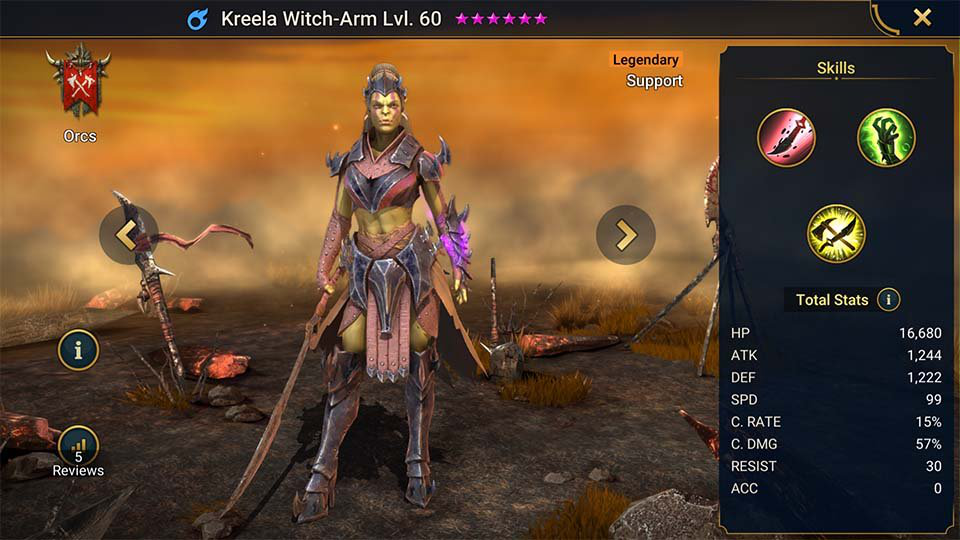 Kreela Witch-Arm Lvl. 60
Orcs
Legendary
Support
5
Reviews
Skills
Total Stats i
HP 16,680
ATK 1,244
DEF 1,222
SPD 99
C. RATE 15%
C. DMG 57%
RESIST 30
ACC 0